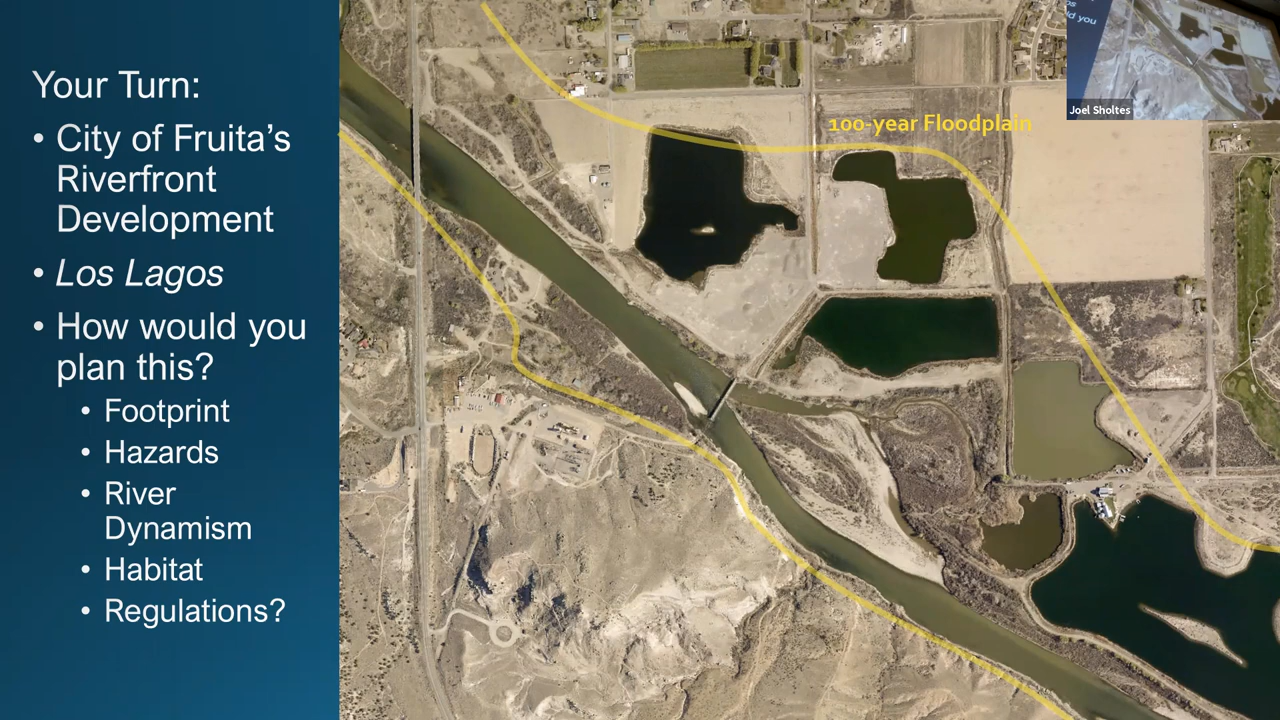 Your Turn:
• City of Fruita’s
Riverfront
Development
• Los Lagos
• How would you
plan this?
• Footprint
• Hazards
• River
Dynamism
• Habitat
• Regulations?
100-year Floodplain
Joel Sholtes
you